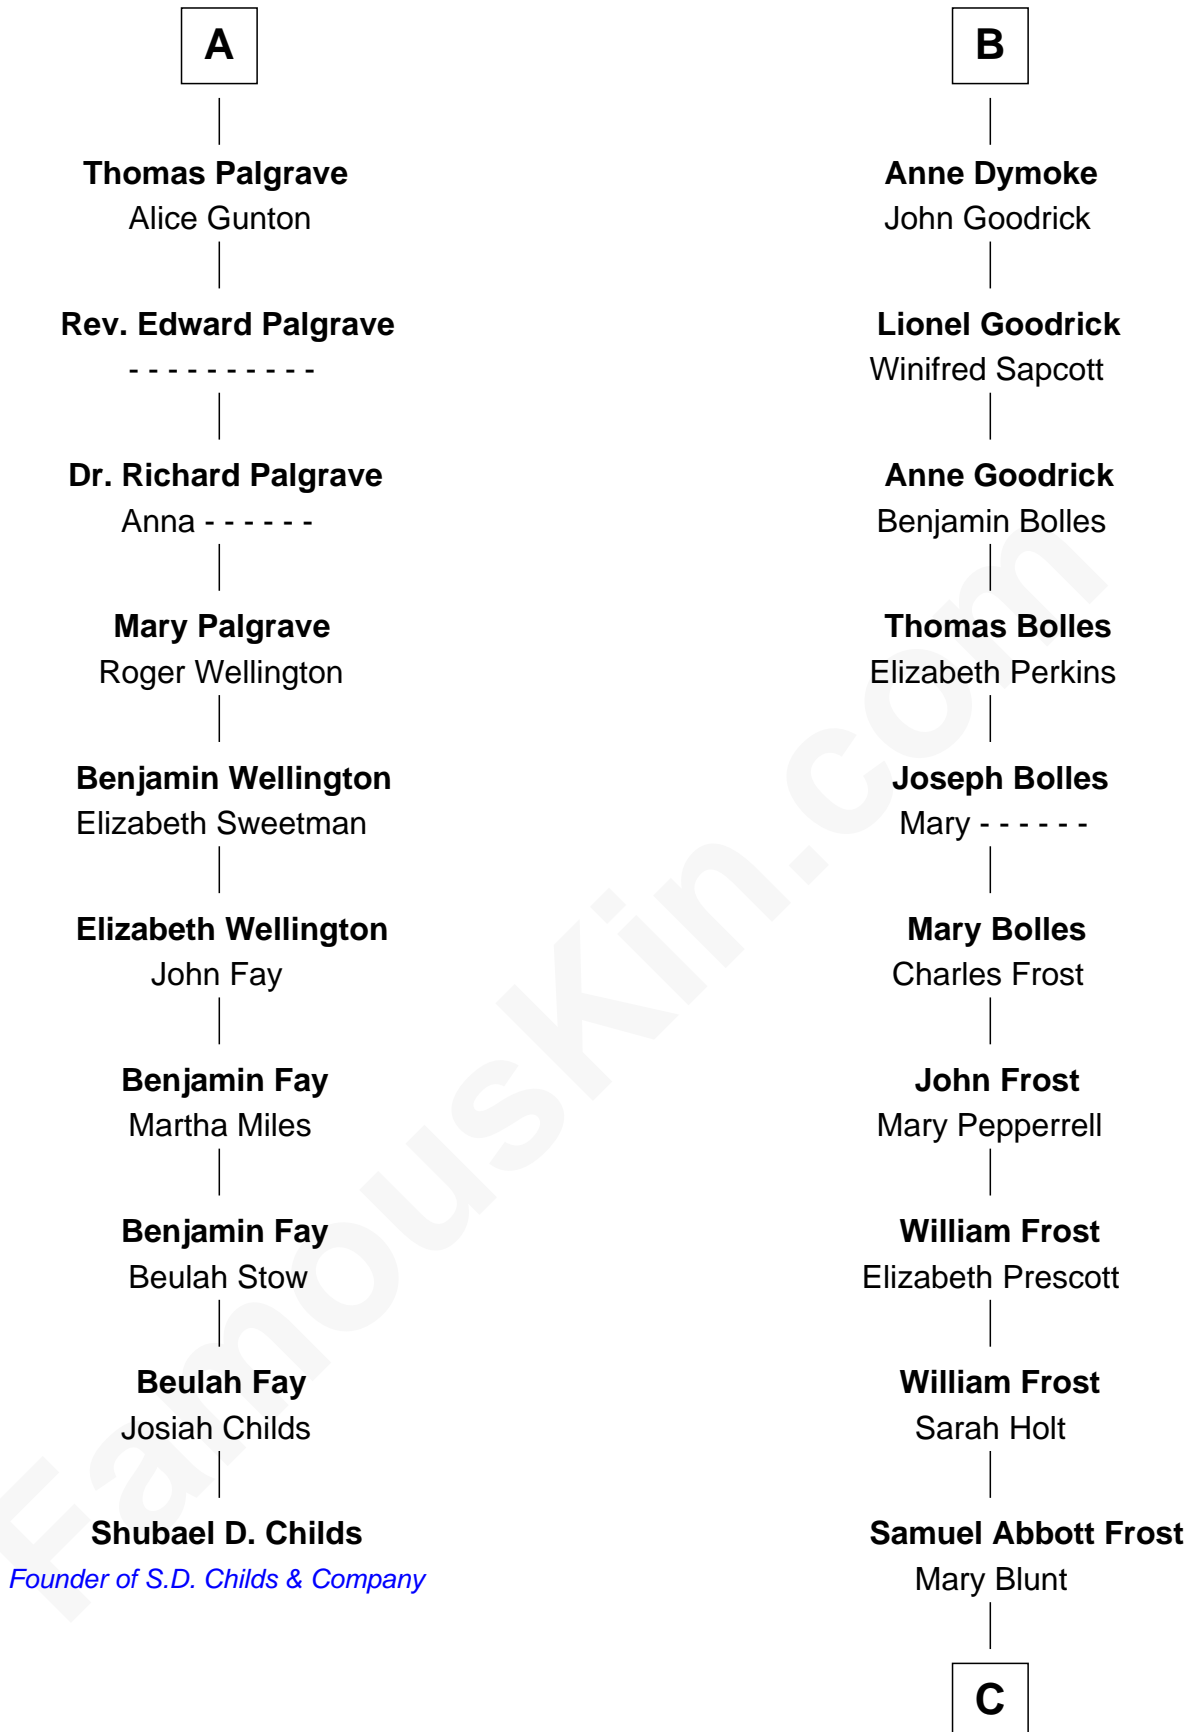 A
Thomas Palgrave
Alice Gunton
Rev. Edward Palgrave
- - - - - - - - - -
Dr. Richard Palgrave
Anna - - - - - -
Mary Palgrave
Roger Wellington
Benjamin Wellington
Elizabeth Sweetman
Elizabeth Wellington
John Fay
Benjamin Fay
Martha Miles
Benjamin Fay
Beulah Stow
Beulah Fay
Josiah Childs
Shubael D. Childs
Founder of S.D. Childs & Company
B
Anne Dymoke
John Goodrick
Lionel Goodrick
Winifred Sapcott
Anne Goodrick
Benjamin Bolles
Thomas Bolles
Elizabeth Perkins
Joseph Bolles
Mary - - - - - -
Mary Bolles
Charles Frost
John Frost
Mary Pepperrell
William Frost
Elizabeth Prescott
William Frost
Sarah Holt
Samuel Abbott Frost
Mary Blunt
C
FamousKin.com